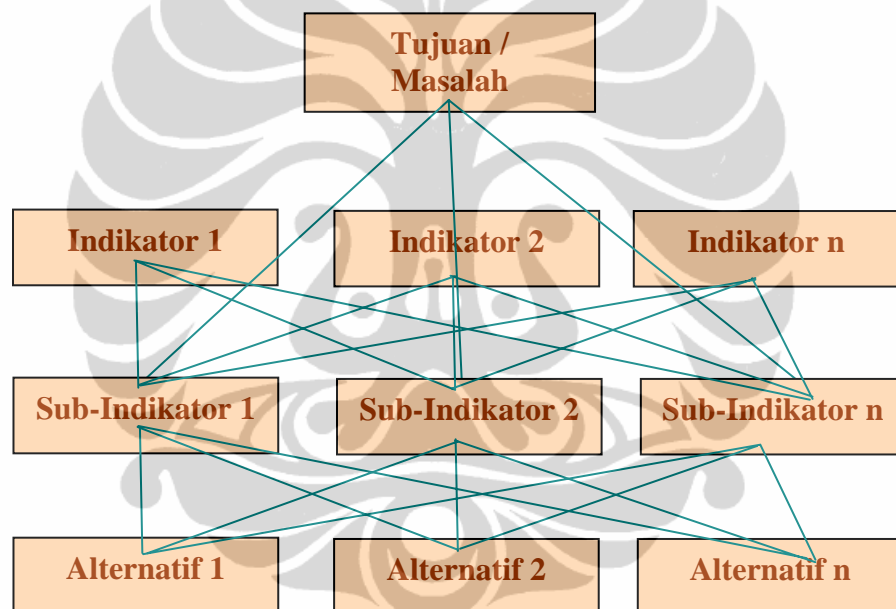 Tujuan /
Masalah
Indikator 1
Indikator 2
Indikator n
Sub-Indikator 1
Sub-Indikator 2
Sub-Indikator n
Alternatif 1
Alternatif 2
Alternatif n